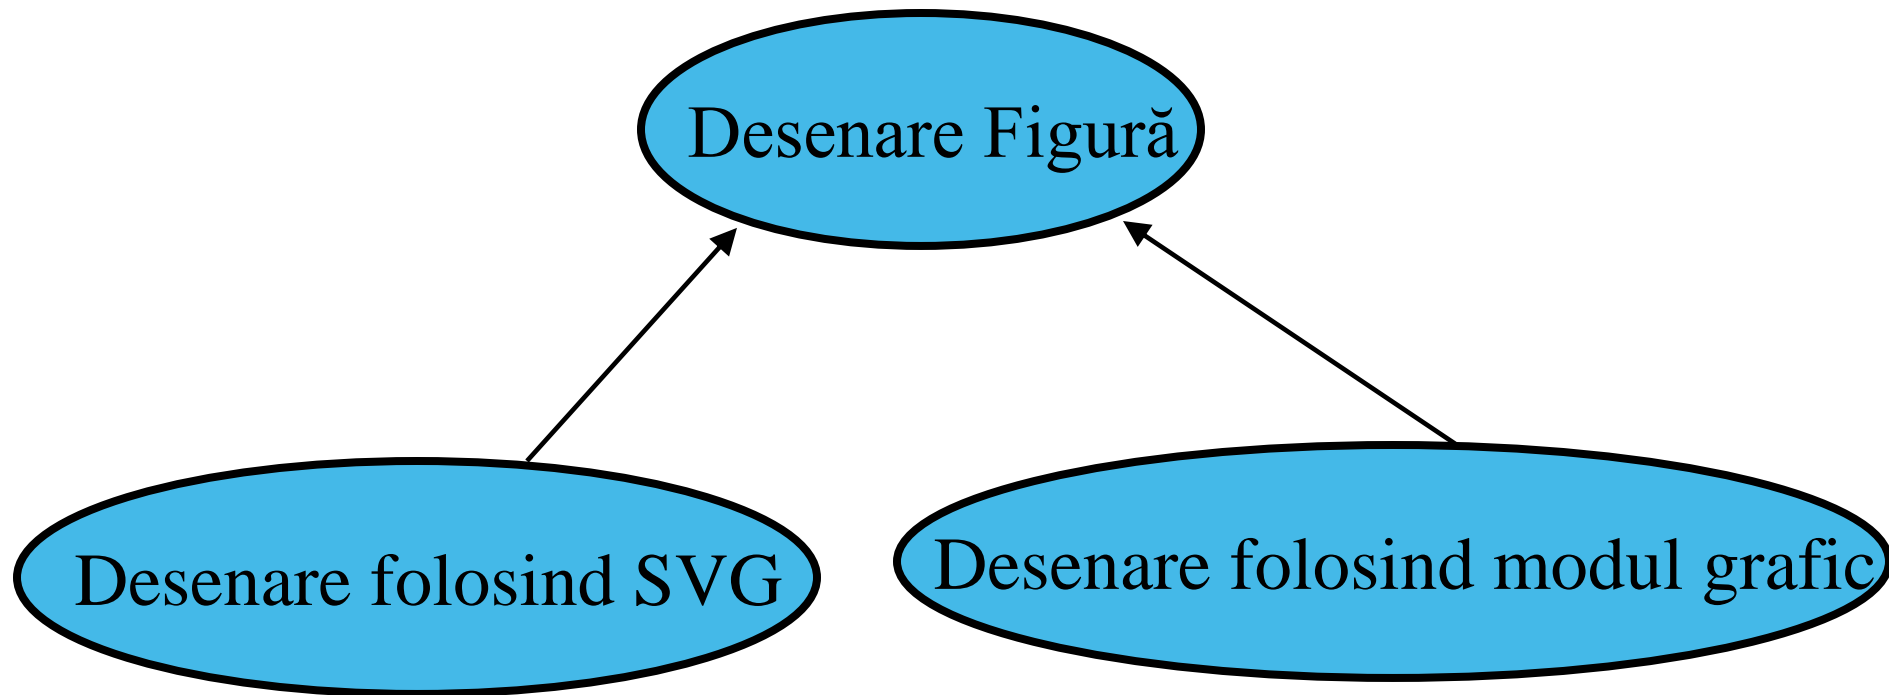 Desenare Figură
Desenare folosind SVG
Desenare folosind modul grafic